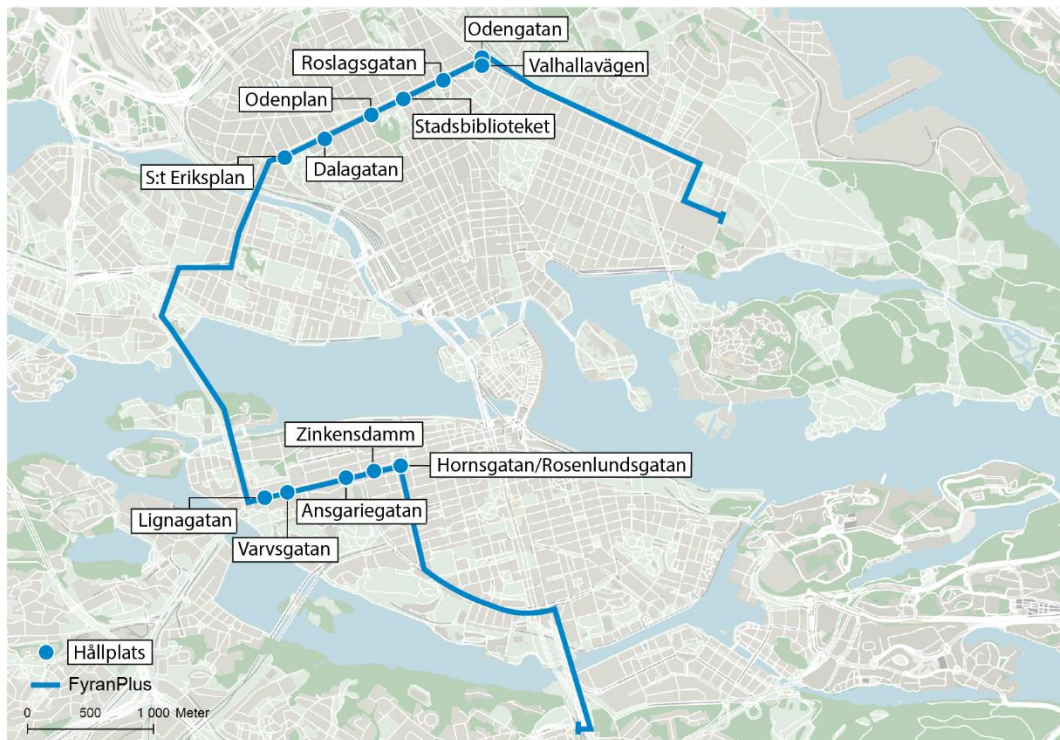 Odengatan
Roslagsgatan
Valhallavägen
Odenplan
Stadsbiblioteket
S:t Eriksplan
Dalagatan
Zinkensdamm
Hornsgatan/Rosenlundsgatan
Lignagatan
Ansgariegatan
Varvsgatan
Hållplats
FyranPlus
0 500 1 000 Meter